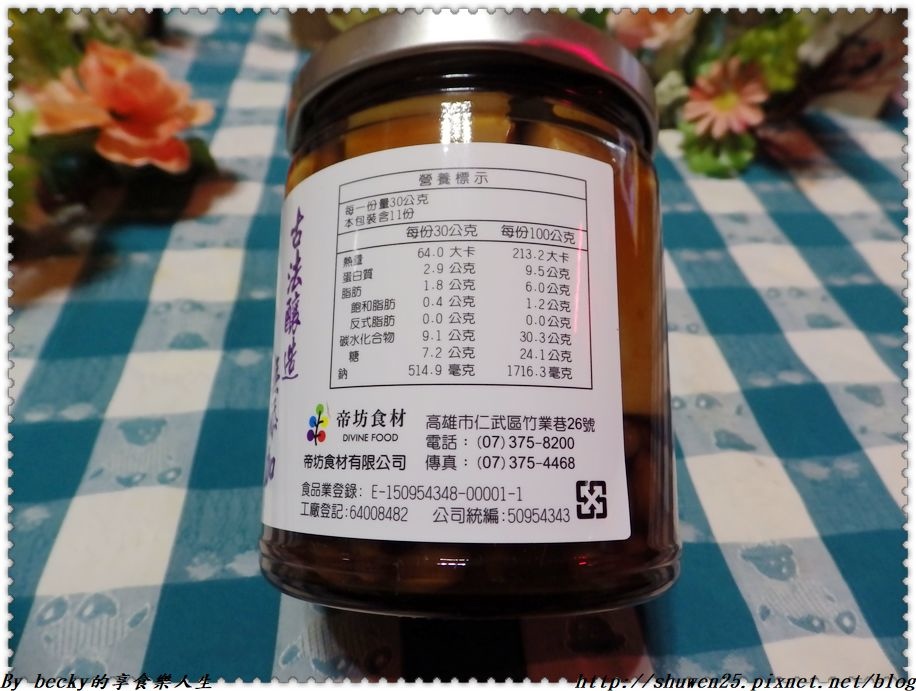 營養標示
每一份量30公克
本包裝含11份
每份30公克 每份100公克
熱量 64.0 大卡 213.2大卡
蛋白質 2.9 公克 9.5公克
脂肪 1.8 公克 6.0公克
飽和脂肪 0.4 公克 1.2公克
反式脂肪 0.0 公克 0.0公克
碳水化合物 9.1 公克 30.3公克
糖 7.2 公克 24.1公克
鈉 514.9 毫克 1716.3毫克
古法釀造
帝坊食材
DIVINE FOOD
帝坊食材有限公司
高雄市仁武區竹業巷26號
電話：(07)375-8200
傳真：(07)375-4468
食品業登錄: E-150954348-00001-1
工廠登記:64008482 公司統編:50954343
By becky的享食樂人生
http://shuwen25.pixnet.net/blog